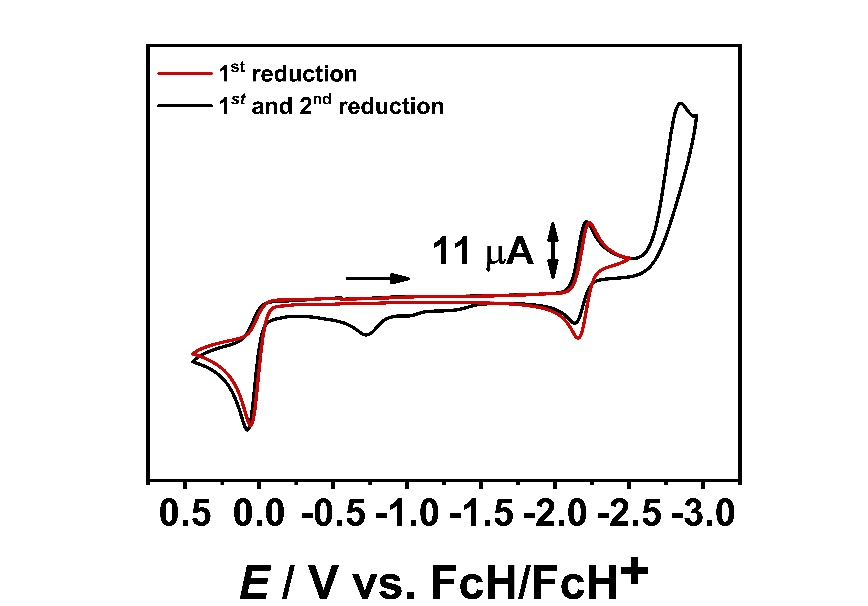 1st reduction
1st and 2nd reduction
11 μA
0.5 0.0 -0.5 -1.0 -1.5 -2.0 -2.5 -3.0
E / V vs. FcH/FcH+